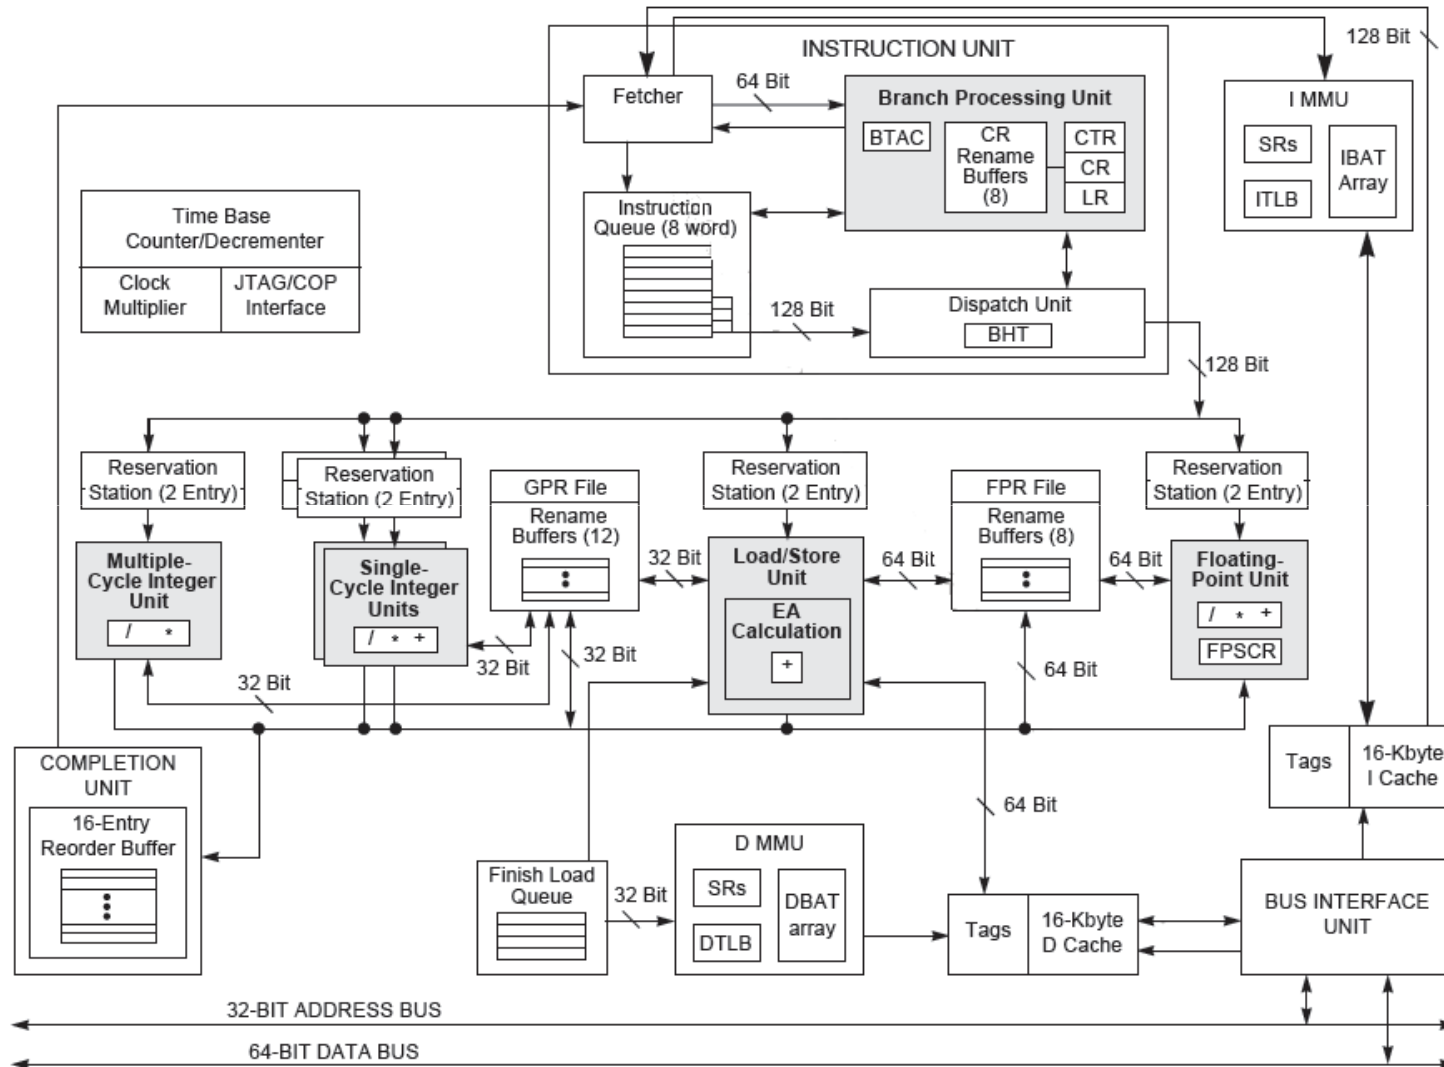 INSTRUCTION UNIT
128 Bit
Fetcher
64 Bit
Branch Processing Unit
BTAC
CR
Rename
Buffers
(8)
CTR
CR
LR
I MMU
SRs
ITLB
IBAT
Array
Time Base
Counter/Decrementer
Clock
Multiplier
JTAG/COP
Interface
Instruction
Queue (8 word)
128 Bit
Dispatch Unit
BHT
128 Bit
Reservation
Station (2 Entry)
Reservation
Station (2 Entry)
GPR File
Rename
Buffers (12)
Reservation
Station (2 Entry)
FPR File
Rename
Buffers (8)
Reservation
Station (2 Entry)
Multiple-
Cycle Integer
Unit
/ *
Single-
Cycle Integer
Units
/ * +
32 Bit
Load/Store
Unit
EA
Calculation
+
64 Bit
64 Bit
Floating-
Point Unit
/ * +
FPSCR
32 Bit
32 Bit
32 Bit
64 Bit
COMPLETION
UNIT
16-Entry
Reorder Buffer
Tags
16-Kbyte
I Cache
64 Bit
Finish Load
Queue
32 Bit
D MMU
SRs
DTLB
DBAT
array
Tags
16-Kbyte
D Cache
BUS INTERFACE
UNIT
32-BIT ADDRESS BUS
64-BIT DATA BUS